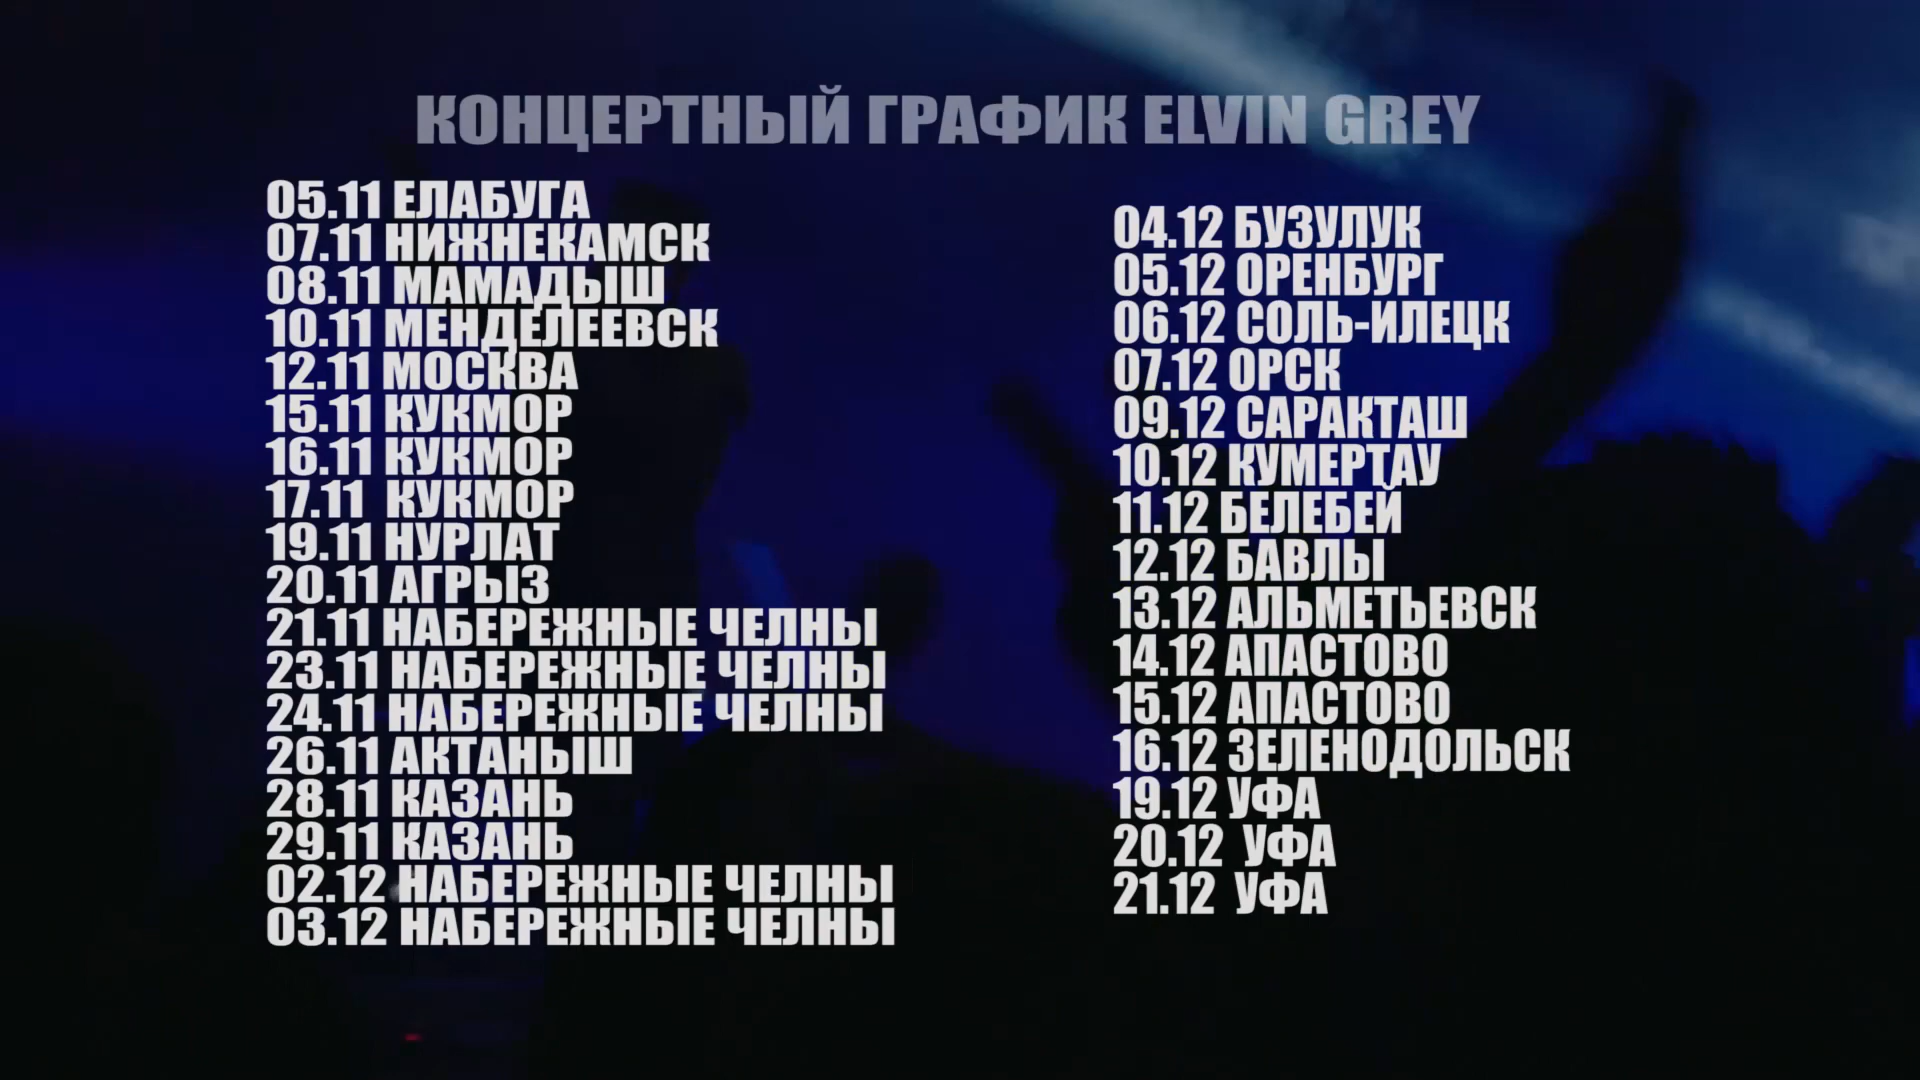 КОНЦЕРТНЫЙ ГРАФИК ELVIN GREY
05.11 ЕЛАБУГА
07.11 НИЖНЕКАМСК
08.11 МАМАДЫШ
10.11 МЕНДЕЛЕЕВСК
12.11 МОСКВА
15.11 КУКМОР
16.11 КУКМОР
17.11 КУКМОР
19.11 НУРЛАТ
20.11 АГРЫЗ
21.11 НАБЕРЕЖНЫЕ ЧЕЛНЫ
23.11 НАБЕРЕЖНЫЕ ЧЕЛНЫ
24.11 НАБЕРЕЖНЫЕ ЧЕЛНЫ
26.11 АКТАНЫШ
28.11 КАЗАНЬ
29.11 КАЗАНЬ
02.12 НАБЕРЕЖНЫЕ ЧЕЛНЫ
03.12 НАБЕРЕЖНЫЕ ЧЕЛНЫ
04.12 БУЗУЛУК
05.12 ОРЕНБУРГ
06.12 СОЛЬ-ИЛЕЦК
07.12 ОРСК
09.12 САРАКТАШ
10.12 КУМЕРТАУ
11.12 БЕЛЕБЕЙ
12.12 БАВЛЫ
13.12 АЛЬМЕТЬЕВСК
14.12 АПАСТОВО
15.12 АПАСТОВО
16.12 ЗЕЛЕНОДОЛЬСК
19.12 УФА
20.12 УФА
21.12 УФА